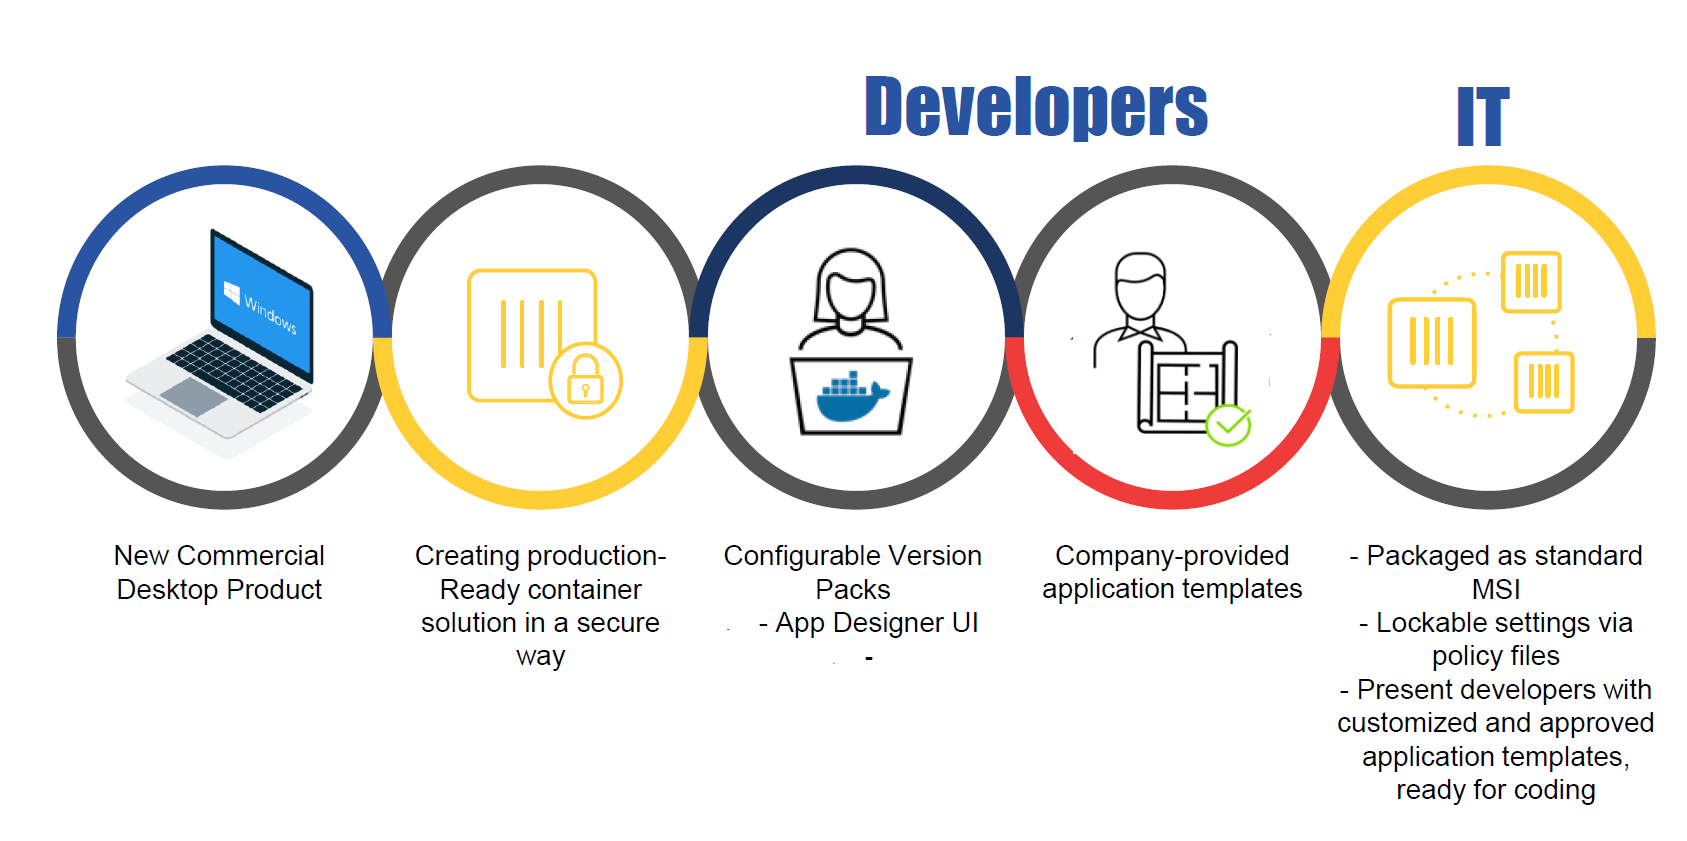 Developers
IT
Windows
New Commercial
Desktop Product
Creating production-
Ready container
solution in a secure
way
Configurable Version
Packs
- App Designer UI
-
Company-provided
application templates
- Packaged as standard
MSI
- Lockable settings via
policy files
- Present developers with
customized and approved
application templates,
ready for coding